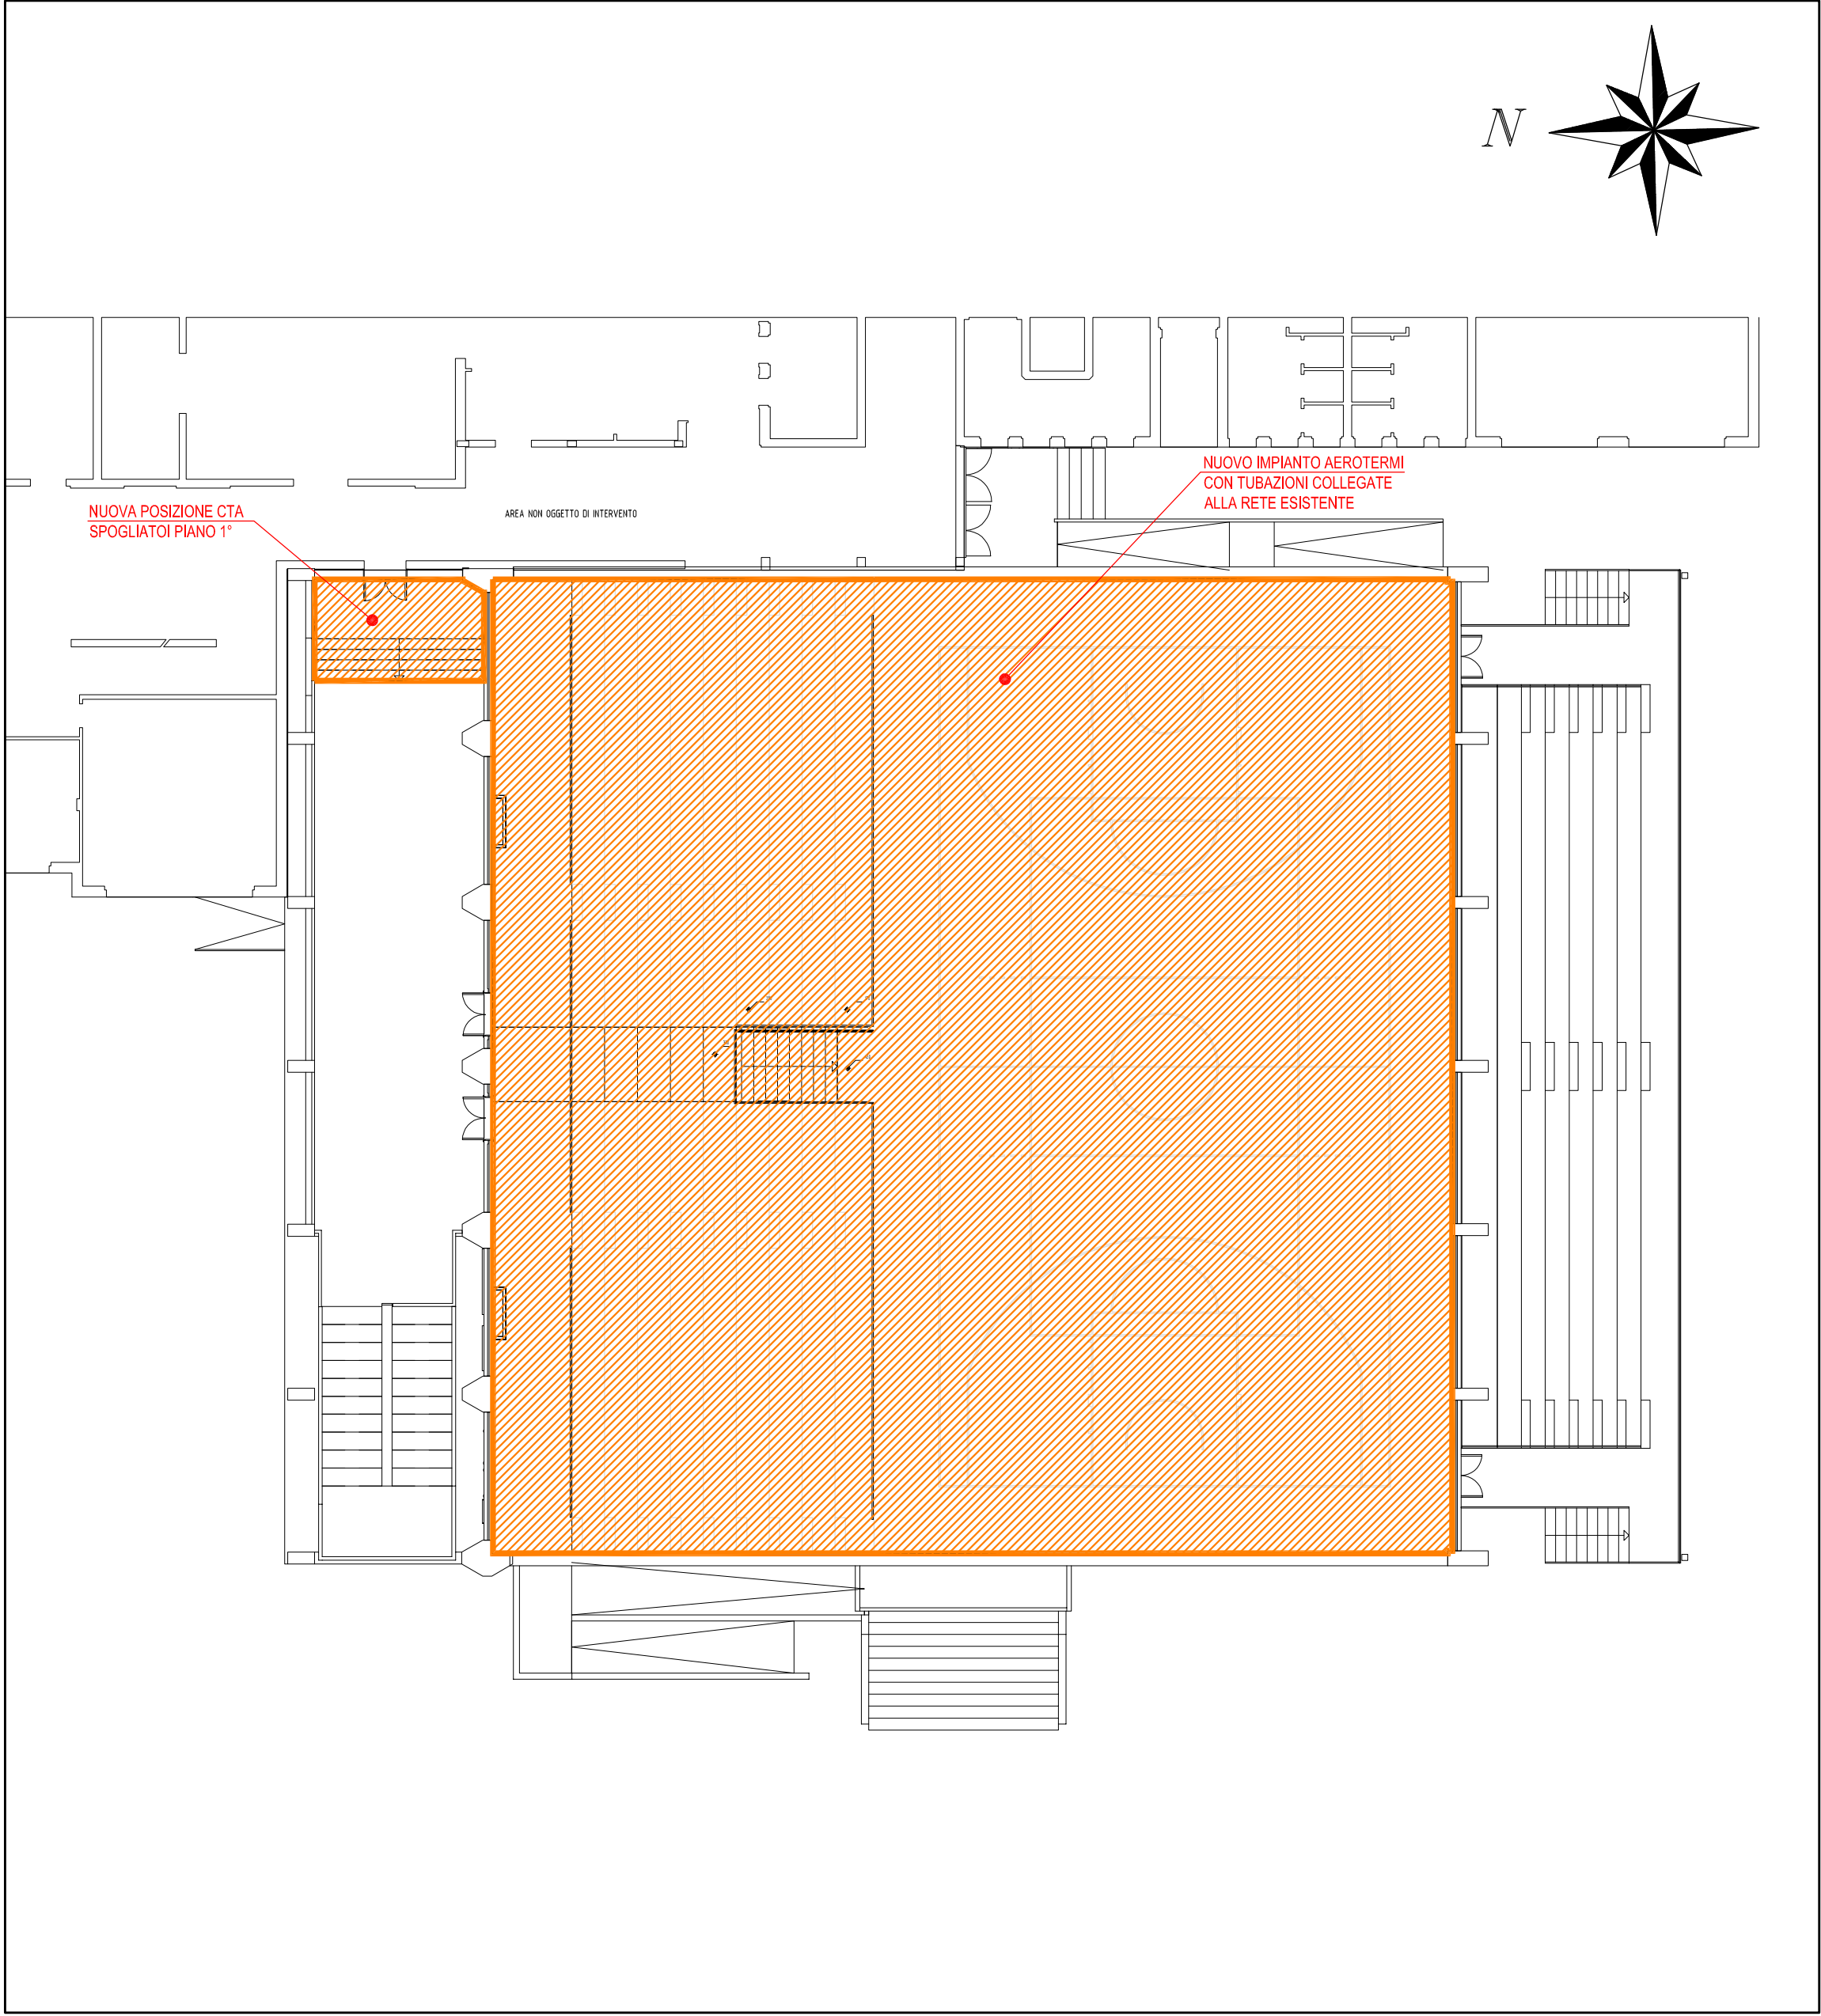 N
NUOVO IMPIANTO AEROTERMI
CON TUBAZIONI COLLEGATE
ALLA RETE ESISTENTE
NUOVA POSIZIONE CTA
SPOGLIATOI PIANO 1°
AREA NON OGGETTO DI INTERVENTO